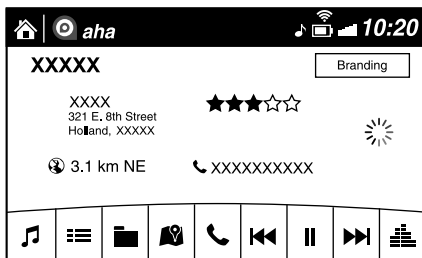 aha 10:20
XXXXX Branding
XXXX
321 E. 8th Street
Holland, XXXXX
3.1 km NE XXXXXXXXXX